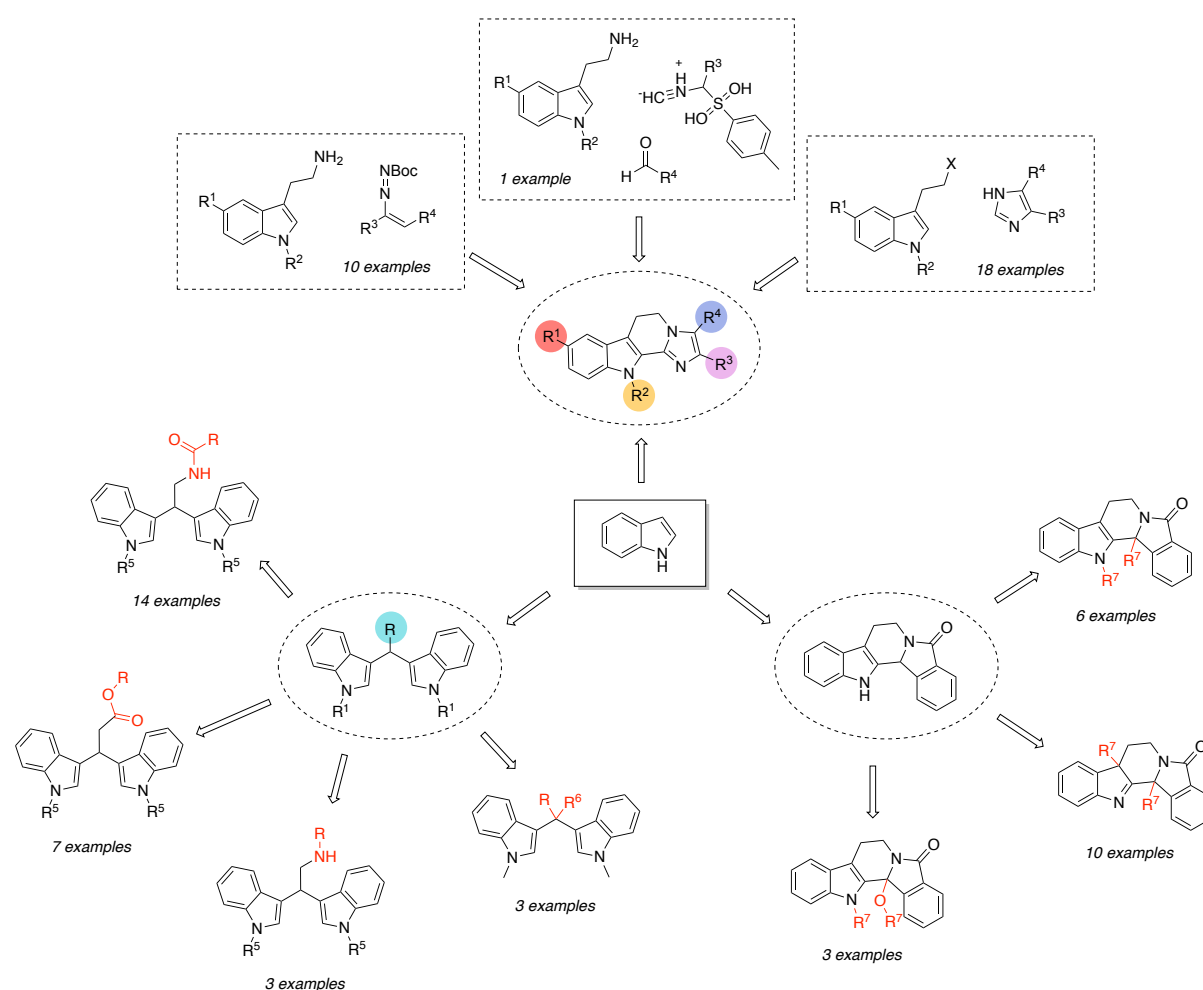 NH2
R1
N
R2
1 example
+
H
N
R3
-HC
S
OH
HO
O
H
R4
NH2
R1
N
R2
NBoc
N
R3
R4
10 examples
X
R1
N
R2
R4
HN
N
R3
18 examples
R1
N
R4
N
R3
N
R2
N
H
O
R
NH
N
R5
N
R5
14 examples
R
N
R1
N
R1
R
O
O
N
R5
N
R5
7 examples
R
NH
N
R5
N
R5
3 examples
R
R6
N
N
3 examples
N
O
N
H
N
O
N
R7
R7
6 examples
R7
N
O
N
R7
10 examples
N
O
N
R7
O
R7
3 examples